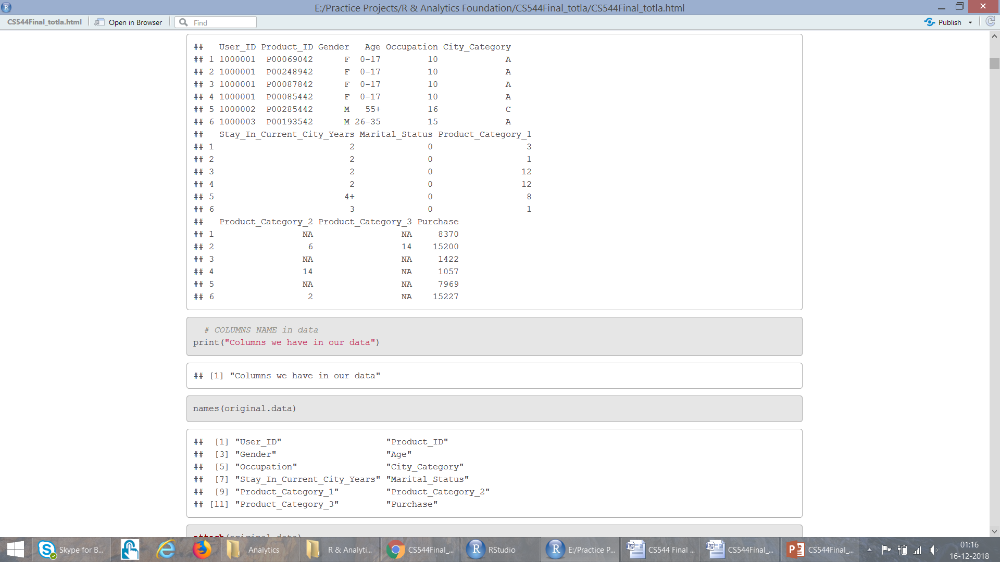 E:/Practice Projects/R & Analytics Foundation/CS544Final_totla/CS544Final_totla.html
CS544Final_totla.html Open in Browser Find Publish
##   User_ID Product_ID Gender   Age Occupation City_Category
## 1 1000001  P00069042      F  0-17         10             A
## 2 1000001  P00248942      F  0-17         10             A
## 3 1000001  P00087842      F  0-17         10             A
## 4 1000001  P00085442      F  0-17         10             A
## 5 1000002  P00285442      M   55+         16             C
## 6 1000003  P00193542      M 26-35         15             A
##   Stay_In_Current_City_Years Marital_Status Product_Category_1
## 1                          2              0                  3
## 2                          2              0                  1
## 3                          2              0                 12
## 4                          2              0                 12
## 5                         4+              0                  8
## 6                          3              0                  1
##   Product_Category_2 Product_Category_3 Purchase
## 1                 NA                 NA     8370
## 2                  6                 14    15200
## 3                 NA                 NA     1422
## 4                 14                 NA     1057
## 5                 NA                 NA     7969
## 6                  2                 NA    15227
# COLUMNS NAME in data
print("Columns we have in our data")
## [1] "Columns we have in our data"
names(original.data)
##  [1] "User_ID"                    "Product_ID"
##  [3] "Gender"                     "Age"
##  [5] "Occupation"                 "City_Category"
##  [7] "Stay_In_Current_City_Years" "Marital_Status"
##  [9] "Product_Category_1"         "Product_Category_2"
## [11] "Product_Category_3"         "Purchase"
attach(original.data)
Skype for B... Analytics R & Analyti... CS544Final_... RStudio E:/Practice P... CS544 Final ... CS544Final_... CS544Final_...
01:16
16-12-2018